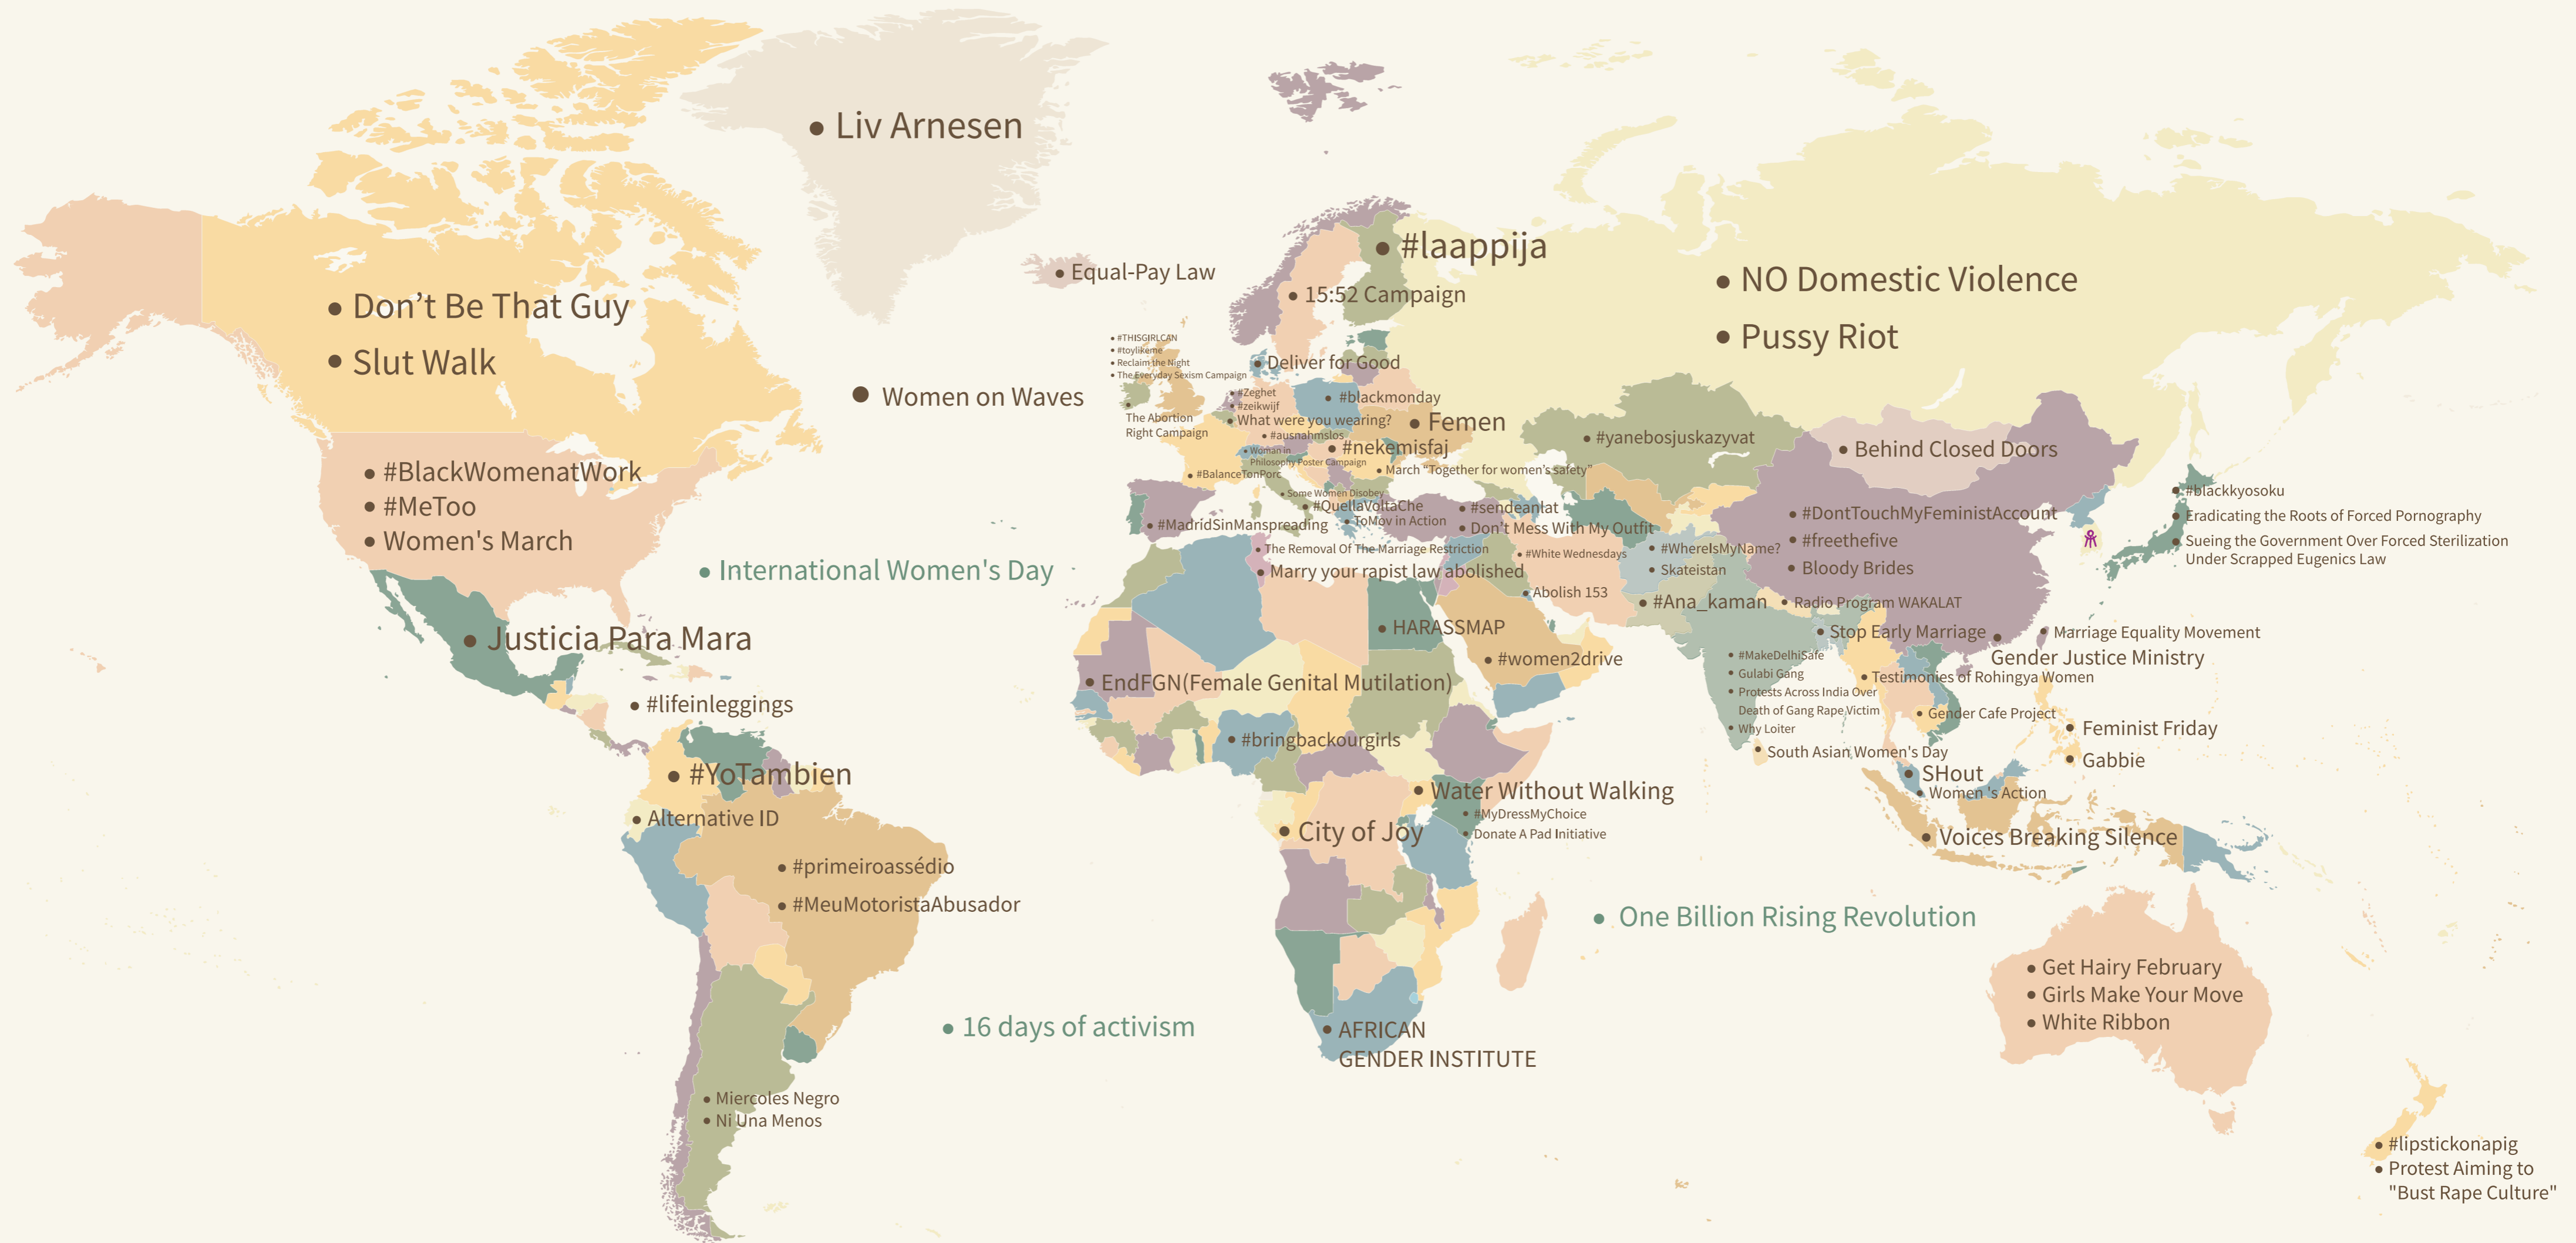 Liv Arnesen
#laappija
Equal-Pay Law
15:52 Campaign
NO Domestic Violence
Pussy Riot
Don’t Be That Guy
Slut Walk
#THISGIRLCAN
#toylikeme
Reclaim the Night
The Everyday Sexism Campaign
Deliver for Good
Women on Waves
#Zeghet
#zeikwijf
#blackmonday
The Abortion
Right Campaign
What were you wearing?
Femen
#ausnahmslos
#nekemisfaj
Woman in
Philosophy Poster Campaign
#yanebosjuskazyvat
Behind Closed Doors
#BalanceTonPorc
March “Together for women’s safety”
#BlackWomenatWork
#MeToo
Women's March
Some Women Disobey
#QuellaVoltaChe
#MadridSinManspreading
ToMov in Action
#sendeanlat
Don't Mess With My Outfit
#blackkyosoku
Eradicating the Roots of Forced Pornography
Sueing the Government Over Forced Sterilization
Under Scrapped Eugenics Law
#DontTouchMyFeministAccount
#freethefive
Bloody Brides
The Removal Of The Marriage Restriction
Marry your rapist law abolished
#White Wednesdays
#WhereIsMyName?
Skateistan
International Women's Day
Abolish 153
#Ana_kaman
Radio Program WAKALAT
Justicia Para Mara
HARASSMAP
Stop Early Marriage
Marriage Equality Movement
Gender Justice Ministry
#women2drive
#MakeDelhiSafe
Gulabi Gang
Protests Across India Over
Death of Gang Rape Victim
Why Loiter
Testimonies of Rohingya Women
EndFGN(Female Genital Mutilation)
#lifeinleggings
Gender Cafe Project
Feminist Friday
Gabbie
#bringbackourgirls
South Asian Women's Day
#YoTambien
SHout
Women 's Action
Water Without Walking
#MyDressMyChoice
Donate A Pad Initiative
Alternative ID
City of Joy
Voices Breaking Silence
#primeiroassédio
#MeuMotoristaAbusador
One Billion Rising Revolution
Get Hairy February
Girls Make Your Move
White Ribbon
16 days of activism
AFRICAN
GENDER INSTITUTE
Miercoles Negro
Ni Una Menos
#lipstickonapig
Protest Aiming to
"Bust Rape Culture"